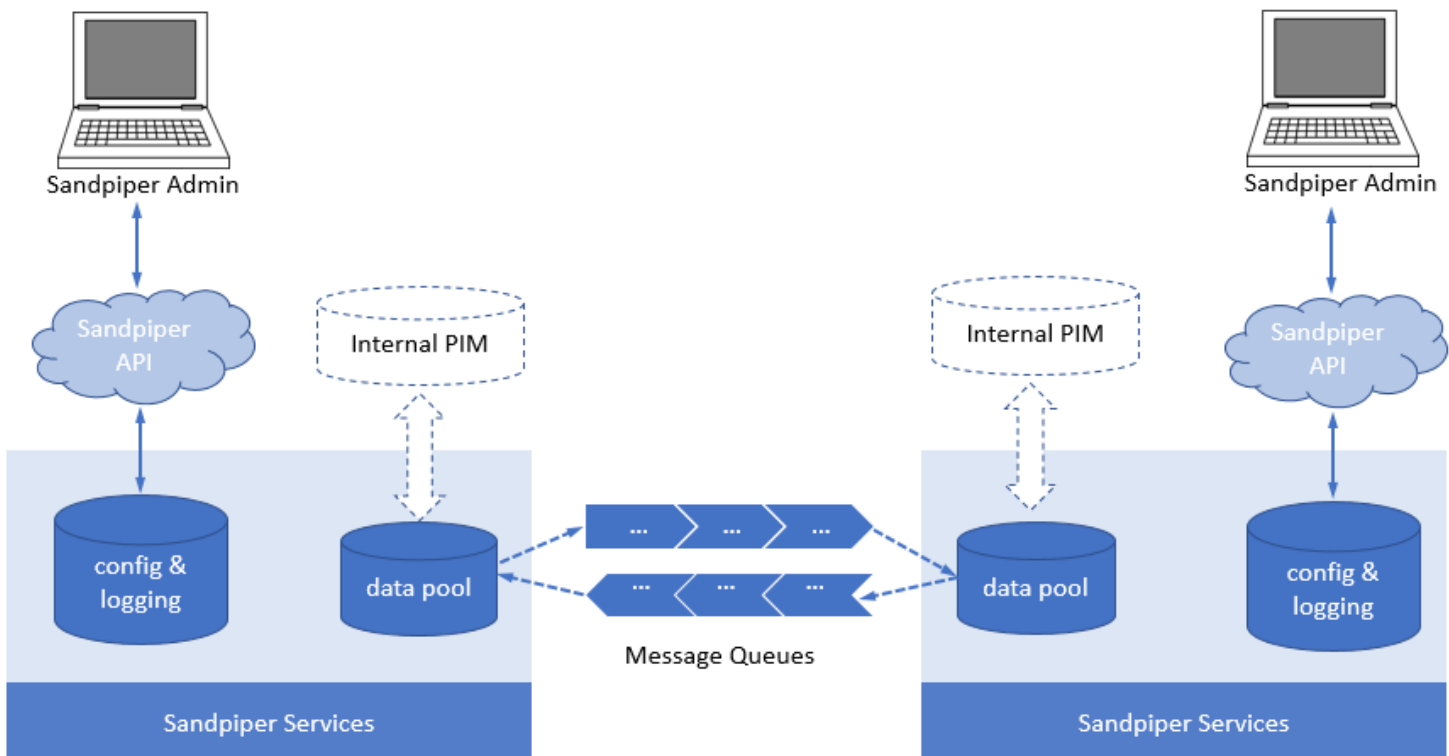 Sandpiper Admin
Sandpiper Admin
Sandpiper
API
Internal PIM
Internal PIM
Sandpiper
API
config &
logging
data pool
...
...
...
...
...
...
data pool
config &
logging
Message Queues
Sandpiper Services
Sandpiper Services